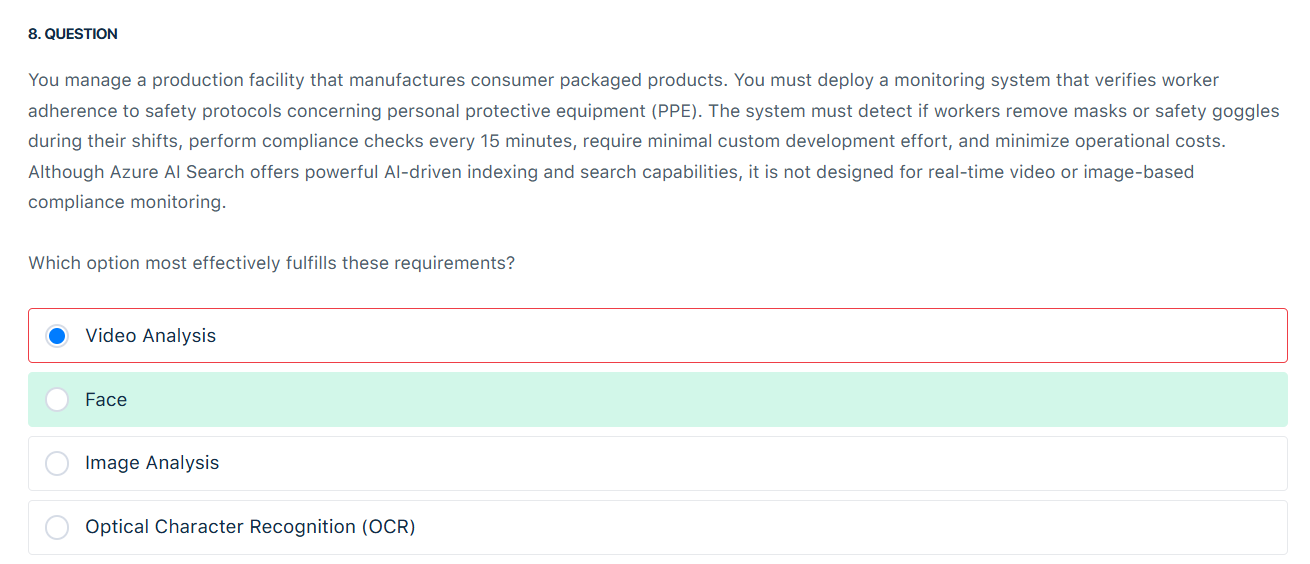 8. QUESTION
You manage a production facility that manufactures consumer packaged products. You must deploy a monitoring system that verifies worker
adherence to safety protocols concerning personal protective equipment (PPE). The system must detect if workers remove masks or safety goggles
during their shifts, perform compliance checks every 15 minutes, require minimal custom development effort, and minimize operational costs.
Although Azure AI Search offers powerful AI-driven indexing and search capabilities, it is not designed for real-time video or image-based
compliance monitoring.
Which option most effectively fulfills these requirements?
Video Analysis
Face
Image Analysis
Optical Character Recognition (OCR)